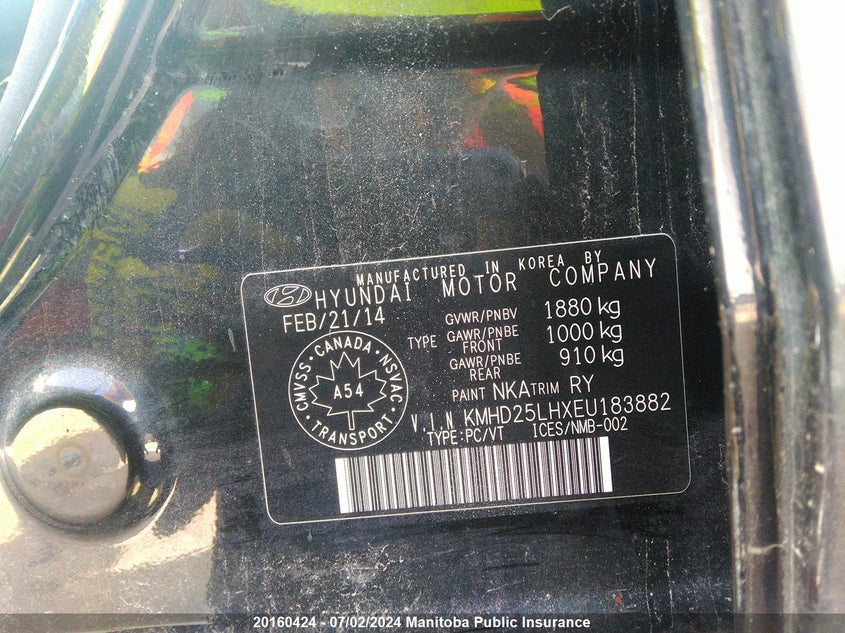 MANUFACTURED IN KOREA BY
HYUNDAI MOTOR COMPANY
FEB/21/14
GVWR/PNBV 1880 kg
TYPE GAWR/PNBE FRONT 1000 kg
GAWR/PNBE REAR 910 kg
PAINT NKA TRIM RY
V.I.N KMHD25LHXEU183882
TYPE:PC/VT ICES/NMB-002
CMVSS · CANADA · NSVAC · TRANSPORT ·
A54
20160424 - 07/02/2024 Manitoba Public Insurance